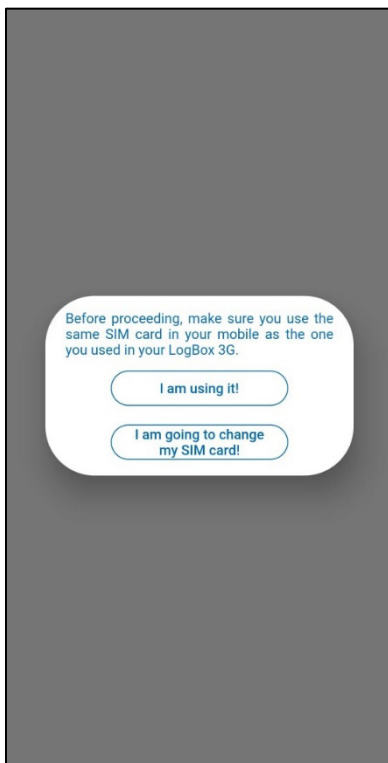 Before proceeding, make sure you use the
same SIM card in your mobile as the one
you used in your LogBox 3G.
I am using it!
I am going to change
my SIM card!